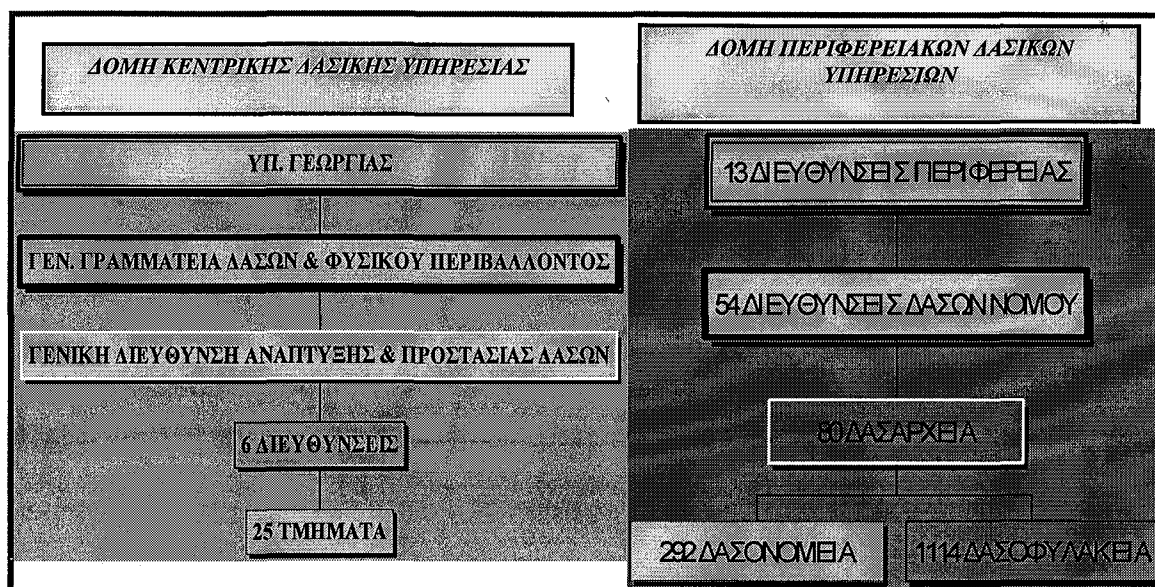 ΔΟΜΗ ΚΕΝΤΡΙΚΗΣ ΔΑΣΙΚΗΣ ΥΠΗΡΕΣΙΑΣ
ΥΠ. ΓΕΩΡΓΙΑΣ
ΓΕΝ. ΓΡΑΜΜΑΤΕΙΑ ΔΑΣΩΝ & ΦΥΣΙΚΟΥ ΠΕΡΙΒΑΛΛΟΝΤΟΣ
ΓΕΝΙΚΗ ΔΙΕΥΘΥΝΣΗ ΑΝΑΠΤΥΞΗΣ & ΠΡΟΣΤΑΣΙΑΣ ΔΑΣΩΝ
6 ΔΙΕΥΘΥΝΣΕΙΣ
25 ΤΜΗΜΑΤΑ
ΔΟΜΗ ΠΕΡΙΦΕΡΕΙΑΚΩΝ ΔΑΣΙΚΩΝ
ΥΠΗΡΕΣΙΩΝ
13 ΔΙΕΥΘΥΝΣΕΙΣ ΠΕΡΙΦΕΡΕΙΑΣ
54 ΔΙΕΥΘΥΝΣΕΙΣ ΔΑΣΩΝ ΝΟΜΟΥ
80 ΔΑΣΑΡΧΕΙΑ
292 ΔΑΣΟΝΟΜΕΙΑ
1114 ΔΑΣΟΦΥΛΑΚΕΙΑ